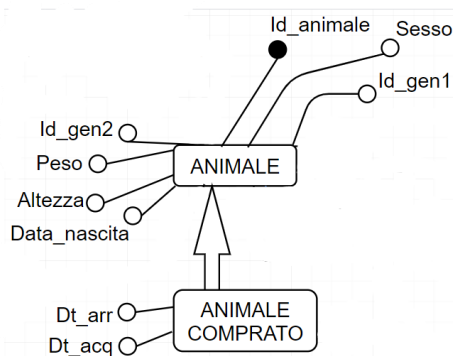 Id_animale
Sesso
Id_gen1
Id_gen2
Peso
ANIMALE
Altezza
Data_nascita
Dt_arr
ANIMALE
COMPRATO
Dt_acq